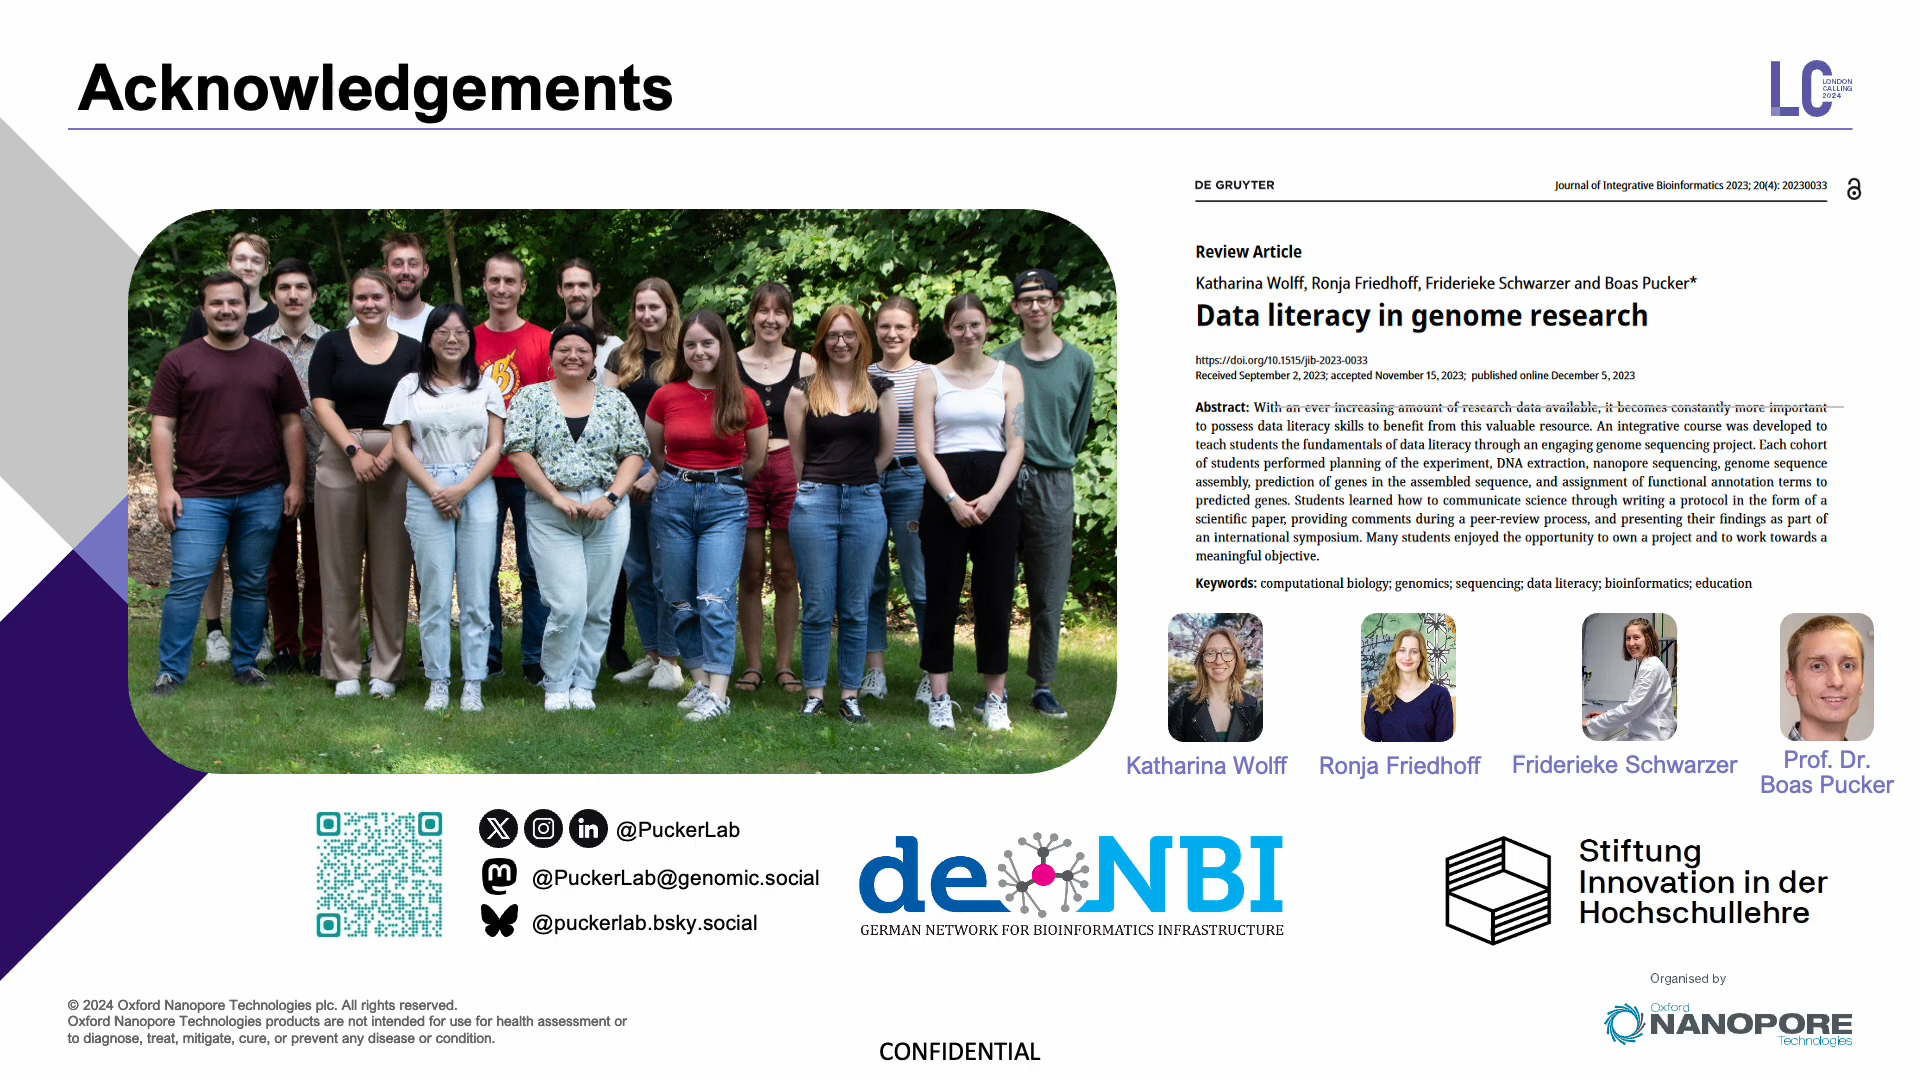 Acknowledgements
LC
LONDON
CALLING
2024
DE GRUYTER
Journal of Integrative Bioinformatics 2023; 20(4): 20230033
Review Article
Katharina Wolff, Ronja Friedhoff, Friderieke Schwarzer and Boas Pucker*
Data literacy in genome research
https://doi.org/10.1515/jib-2023-0033
Received September 2, 2023; accepted November 15, 2023; published online December 5, 2023
Abstract: With an ever increasing amount of research data available, it becomes constantly more important
to possess data literacy skills to benefit from this valuable resource. An integrative course was developed to
teach students the fundamentals of data literacy through an engaging genome sequencing project. Each cohort
of students performed planning of the experiment, DNA extraction, nanopore sequencing, genome sequence
assembly, prediction of genes in the assembled sequence, and assignment of functional annotation terms to
predicted genes. Students learned how to communicate science through writing a protocol in the form of a
scientific paper, providing comments during a peer-review process, and presenting their findings as part of
an international symposium. Many students enjoyed the opportunity to own a project and to work towards a
meaningful objective.
Keywords: computational biology; genomics; sequencing; data literacy; bioinformatics; education
Katharina Wolff
Ronja Friedhoff
Friderieke Schwarzer
Prof. Dr.
Boas Pucker
@PuckerLab
@PuckerLab@genomic.social
@puckerlab.bsky.social
de NBI
GERMAN NETWORK FOR BIOINFORMATICS INFRASTRUCTURE
Stiftung
Innovation in der
Hochschullehre
Organised by
Oxford
NANOPORE
Technologies
© 2024 Oxford Nanopore Technologies plc. All rights reserved.
Oxford Nanopore Technologies products are not intended for use for health assessment or
to diagnose, treat, mitigate, cure, or prevent any disease or condition.
CONFIDENTIAL